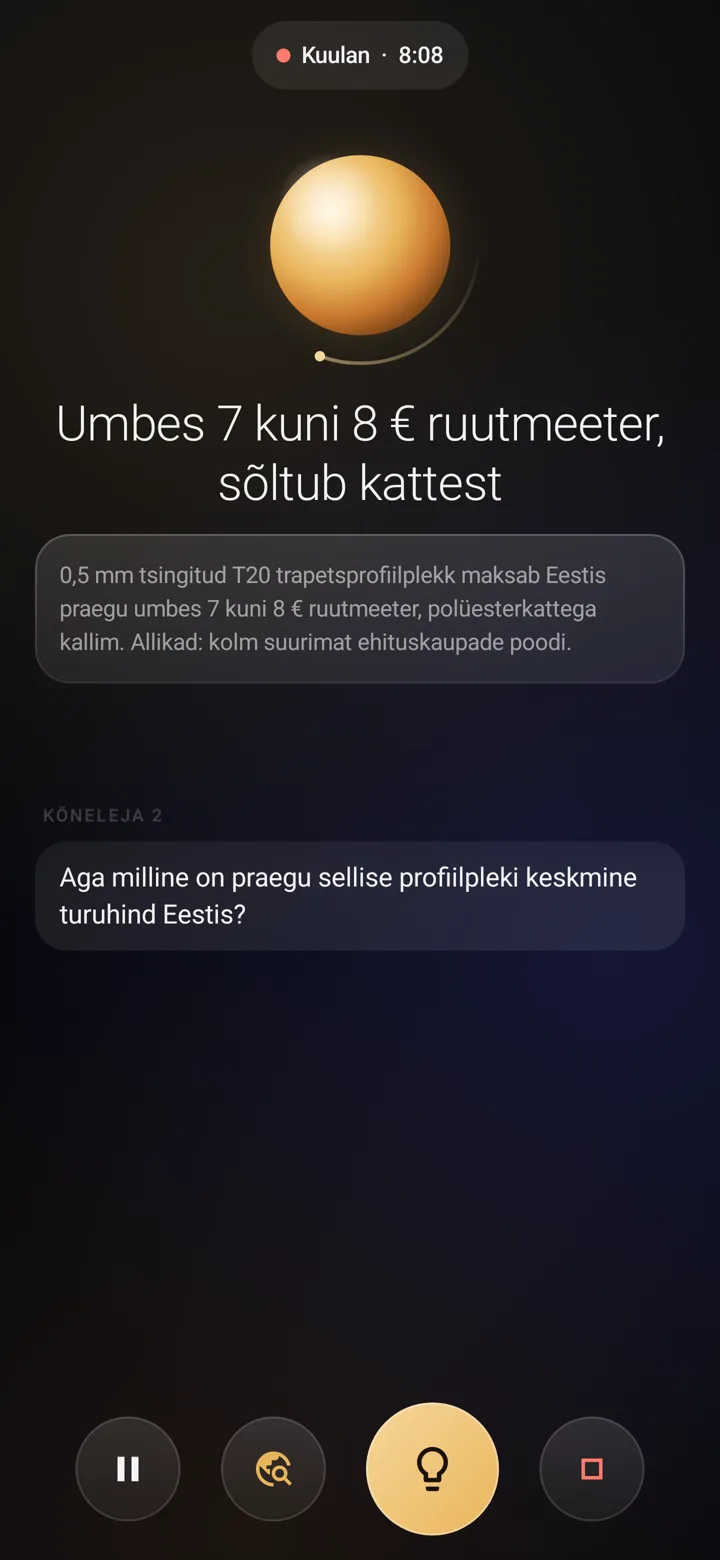 Kuulan · 8:08
Umbes 7 kuni 8 € ruutmeeter,
sõltub kattest
0,5 mm tsingitud T20 trapetsprofiilplekk maksab Eestis
praegu umbes 7 kuni 8 € ruutmeeter, polüesterkattega
kallim. Allikad: kolm suurimat ehituskaupade poodi.
KÕNELEJA 2
Aga milline on praegu sellise profiilpleki keskmine
turuhind Eestis?